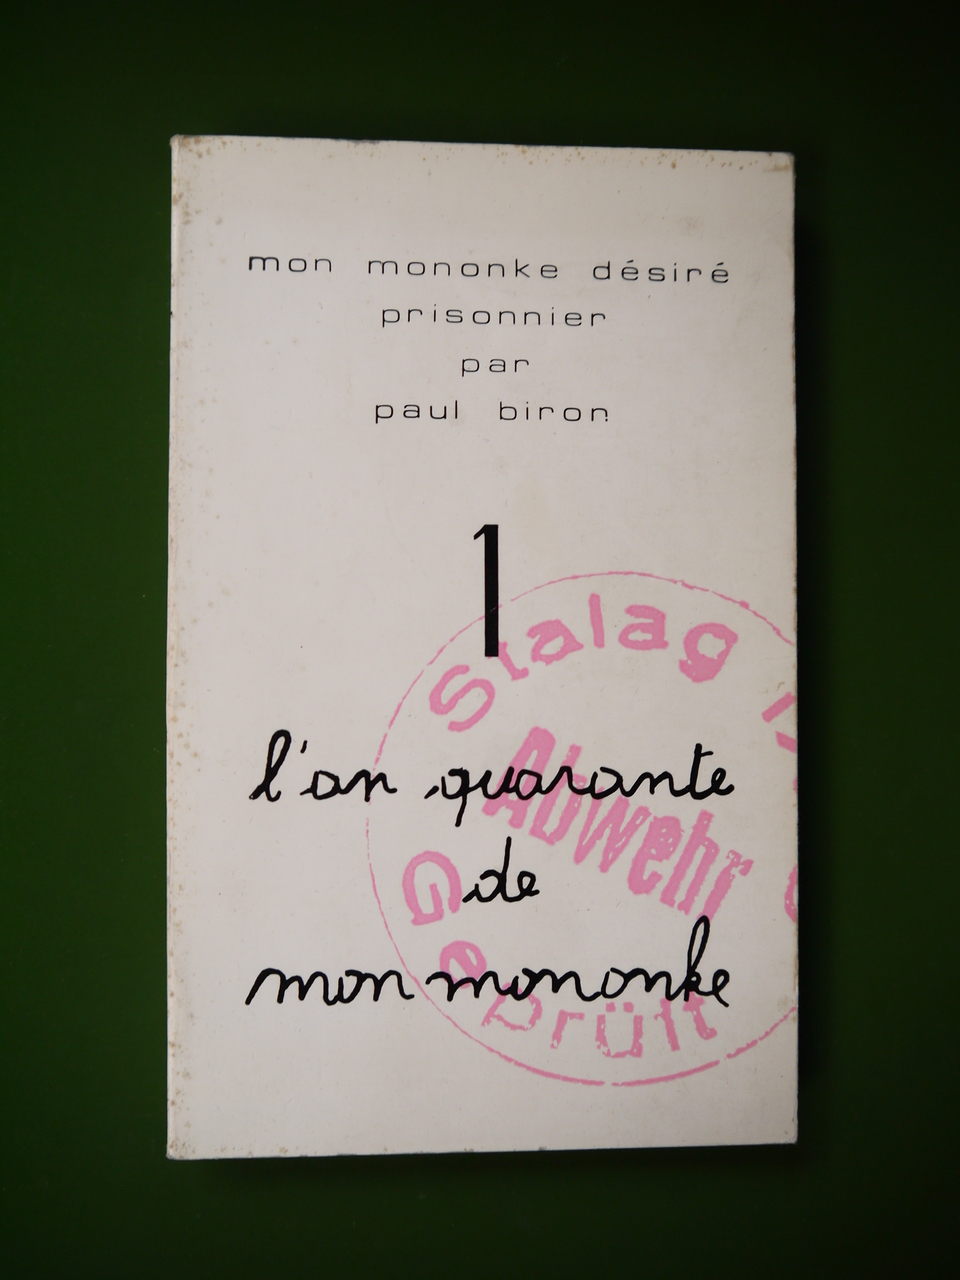 mon mononke désiré
prisonnier
par
paul biron
1
Stalag
Abwehr
Geprüft
l'an quarante
de
mon mononke